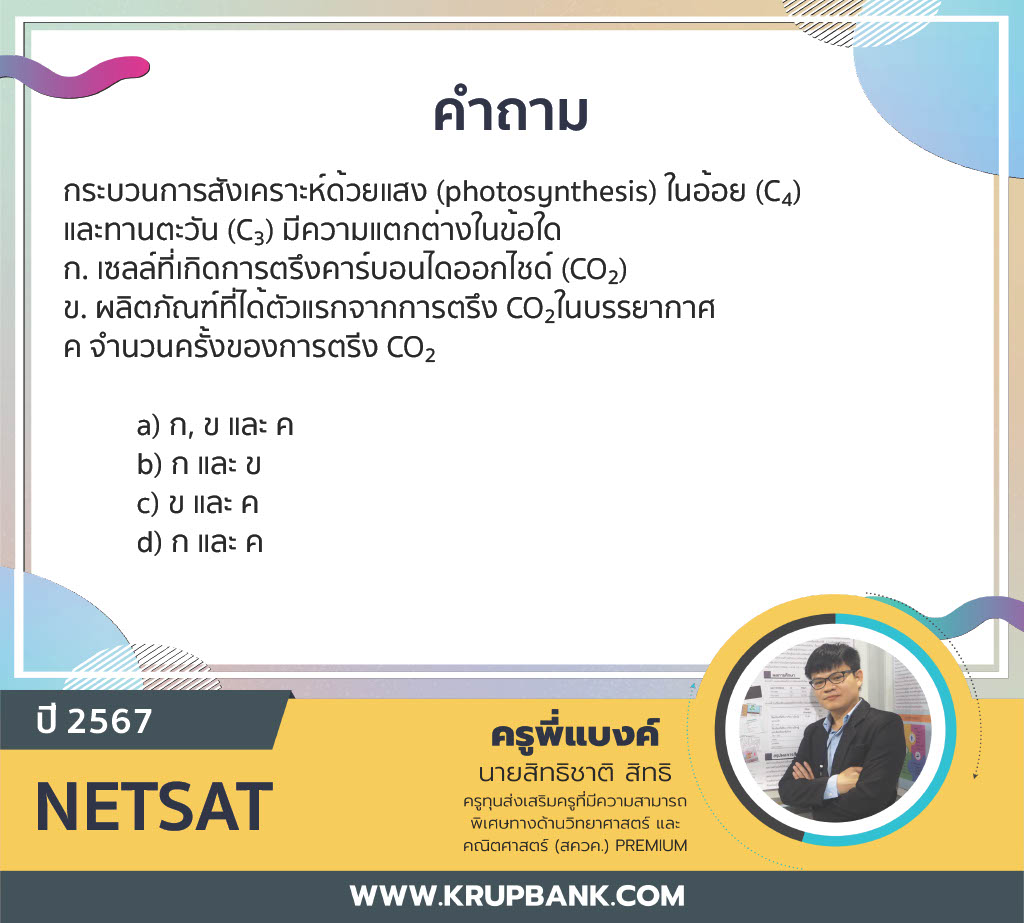 คำถาม
กระบวนการสังเคราะห์ด้วยแสง (photosynthesis) ในอ้อย (C₄)
และทานตะวัน (C₃) มีความแตกต่างในข้อใด
ก. เซลล์ที่เกิดการตรึงคาร์บอนไดออกไซด์ (CO₂)
ข. ผลิตภัณฑ์ที่ได้ตัวแรกจากการตรึง CO₂ในบรรยากาศ
ค จำนวนครั้งของการตรึง CO₂
a) ก, ข และ ค
b) ก และ ข
c) ข และ ค
d) ก และ ค
ปี 2567
NETSAT
ครูพี่แบงค์
นายสิทธิชาติ สิทธิ
ครูทุนส่งเสริมครูที่มีความสามารถ
พิเศษทางด้านวิทยาศาสตร์ และ
คณิตศาสตร์ (สควค.) PREMIUM
WWW.KRUPBANK.COM